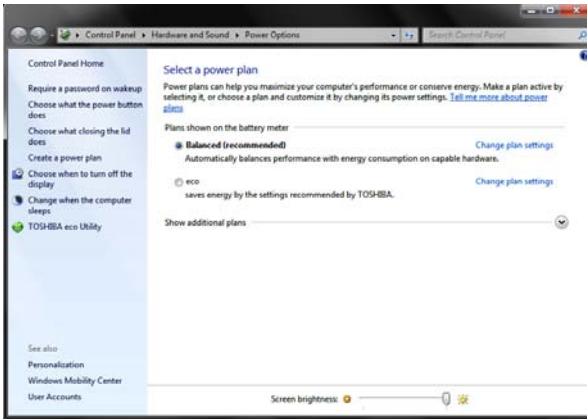 Control Panel ▸ Hardware and Sound ▸ Power Options
Search Control Panel
Control Panel Home
Require a password on wakeup
Choose what the power button
does
Choose what closing the lid
does
Create a power plan
Choose when to turn off the
display
Change when the computer
sleeps
TOSHIBA eco Utility
See also
Personalization
Windows Mobility Center
User Accounts
Select a power plan
Power plans can help you maximize your computer's performance or conserve energy. Make a plan active by
selecting it, or choose a plan and customize it by changing its power settings. Tell me more about power
plans
Plans shown on the battery meter
Balanced (recommended) Change plan settings
Automatically balances performance with energy consumption on capable hardware.
eco Change plan settings
saves energy by the settings recommended by TOSHIBA.
Show additional plans
Screen brightness: